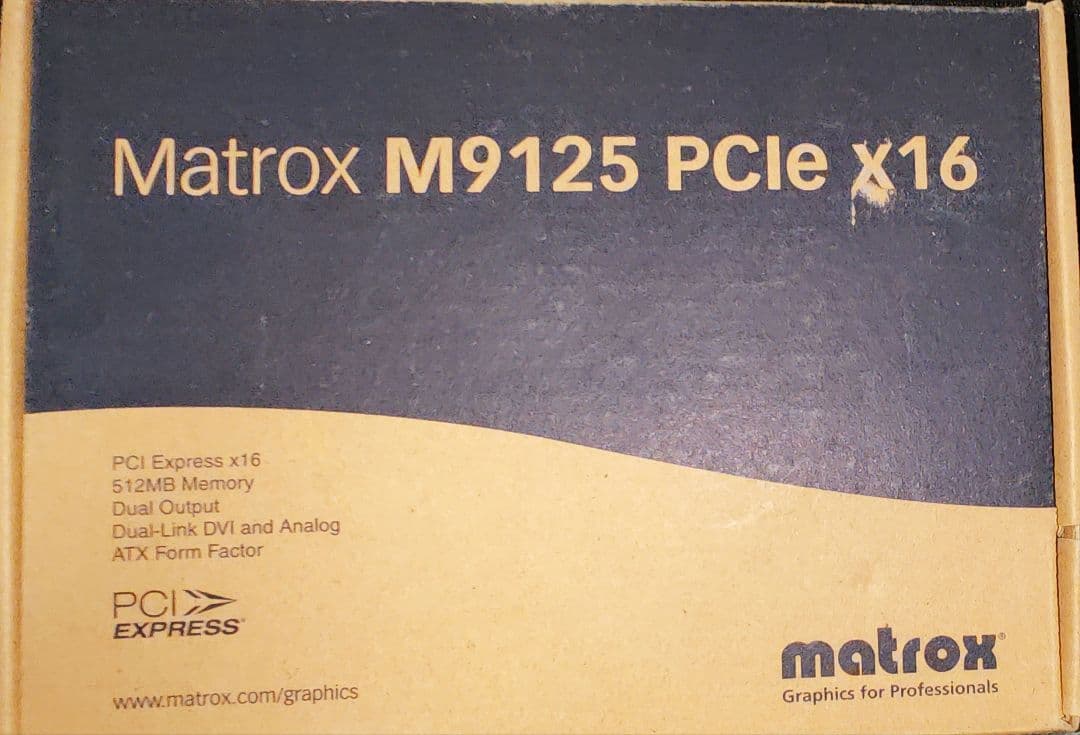 Matrox M9125 PCIe x16
PCI Express x16
512MB Memory
Dual Output
Dual-Link DVI and Analog
ATX Form Factor
PCI
EXPRESS®
www.matrox.com/graphics
matrox®
Graphics for Professionals